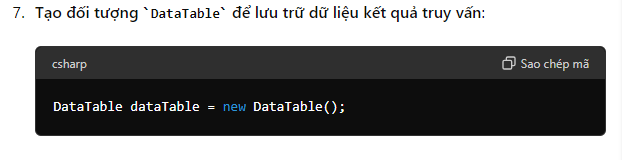 7. Tạo đối tượng `DataTable` để lưu trữ dữ liệu kết quả truy vấn:
csharp
Sao chép mã
DataTable dataTable = new DataTable();